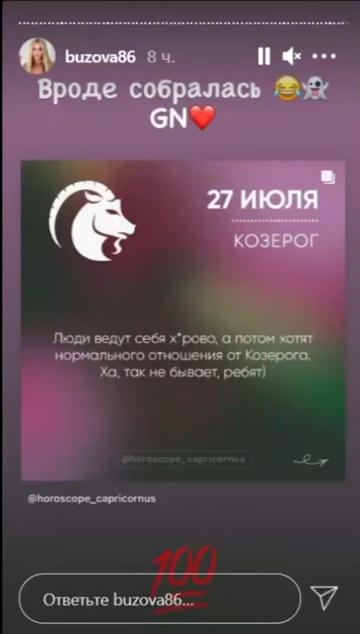 buzova86 8 ч.
Вроде собралась 😂👻
GN❤️
27 ИЮЛЯ
КОЗЕРОГ
Люди ведут себя х*рово, а потом хотят
нормального отношения от Козерога.
Ха, так не бывает, ребят)
@horoscope_capricornus
@horoscope_capricornus
100
Ответьте buzova86...